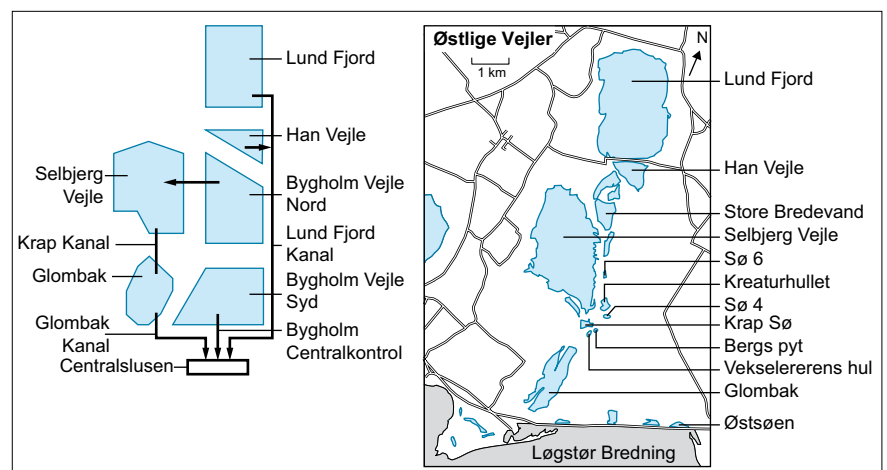 Lund Fjord
Han Vejle
Selbjerg
Vejle
Bygholm Vejle
Nord
Krap Kanal
Lund Fjord
Kanal
Glombak
Bygholm Vejle
Syd
Glombak
Kanal
Bygholm
Centralkontrol
Centralslusen
Østlige Vejler
1 km
N
Lund Fjord
Han Vejle
Store Bredevand
Selbjerg Vejle
Sø 6
Kreaturhullet
Sø 4
Krap Sø
Bergs pyt
Vekselererens hul
Glombak
Østsøen
Løgstør Bredning